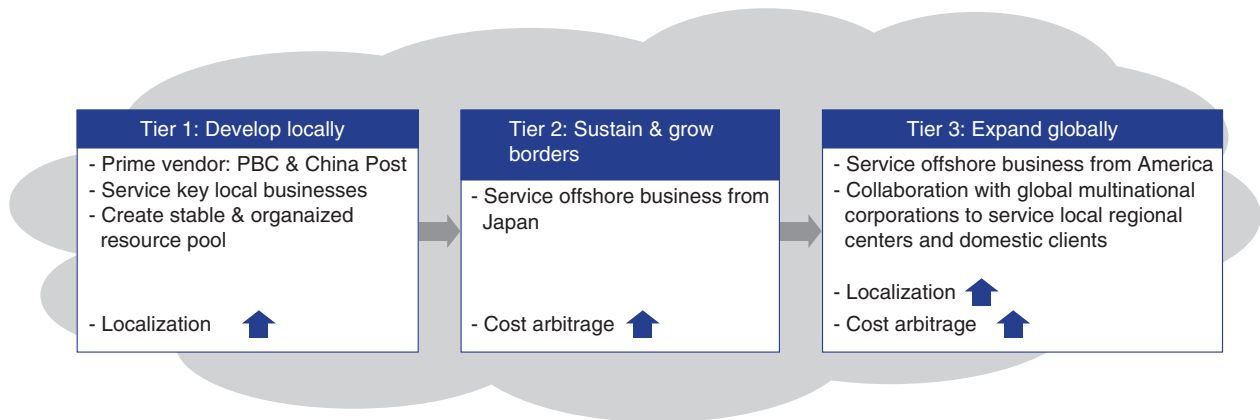 Tier 1: Develop locally
- Prime vendor: PBC & China Post
- Service key local businesses
- Create stable & organaized
resource pool
- Localization
Tier 2: Sustain & grow
borders
- Service offshore business from
Japan
- Cost arbitrage
Tier 3: Expand globally
- Service offshore business from America
- Collaboration with global multinational
corporations to service local regional
centers and domestic clients
- Localization
- Cost arbitrage